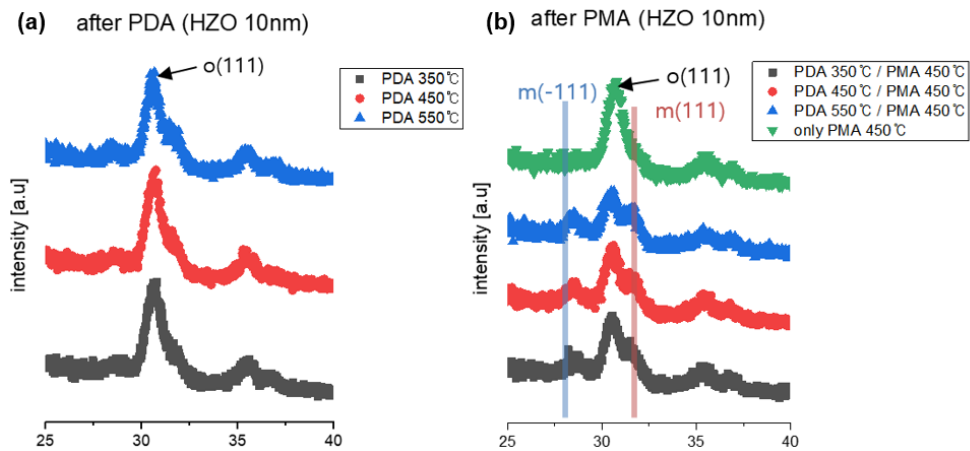 (a) after PDA (HZO 10nm)
o(111)
PDA 350℃
PDA 450℃
PDA 550℃
intensity [a.u]
25 30 35 40
(b) after PMA (HZO 10nm)
o(111)
m(-111)
m(111)
PDA 350℃ / PMA 450℃
PDA 450℃ / PMA 450℃
PDA 550℃ / PMA 450℃
only PMA 450℃
intensity [a.u]
25 30 35 40